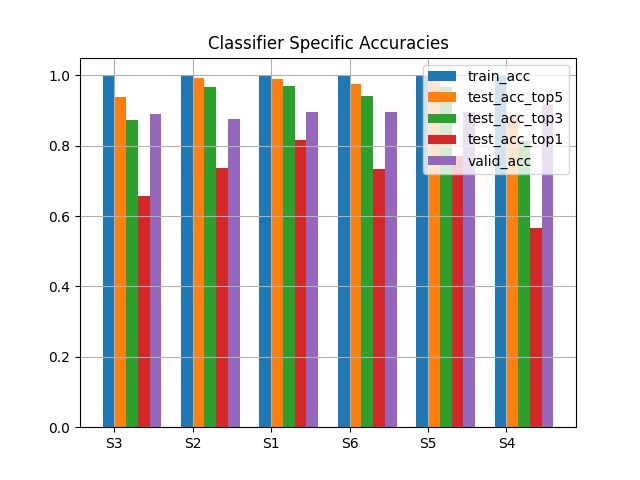 Classifier Specific Accuracies
1.0
0.8
0.6
0.4
0.2
0.0
train_acc
test_acc_top5
test_acc_top3
test_acc_top1
valid_acc
S3 S2 S1 S6 S5 S4